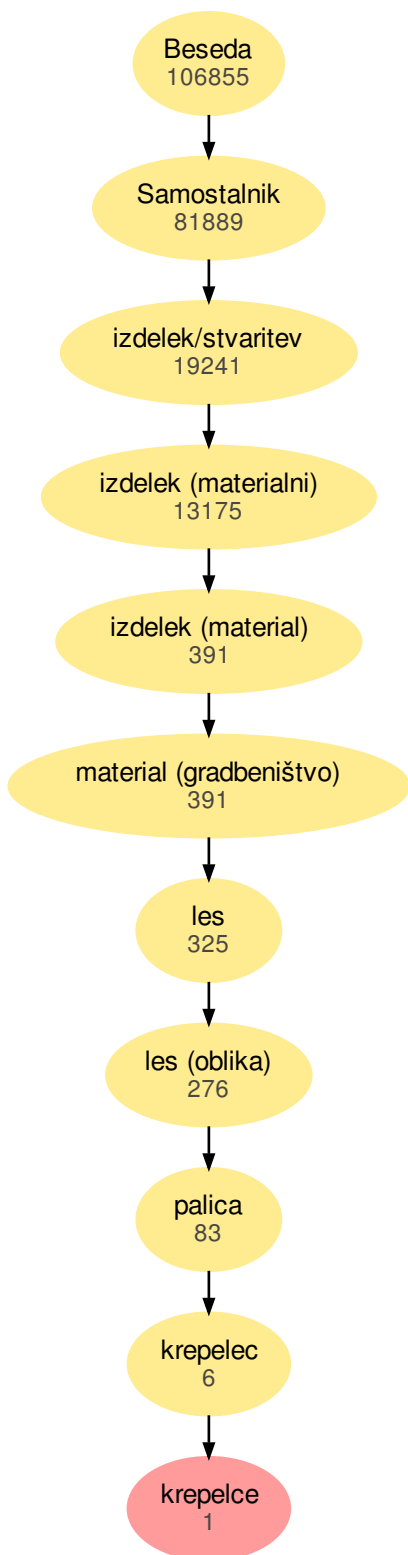 Beseda
106855
Samostalnik
81889
izdelek/stvaritev
19241
izdelek (materialni)
13175
izdelek (material)
391
material (gradbeništvo)
391
les
325
les (oblika)
276
palica
83
krepelec
6
krepelce
1